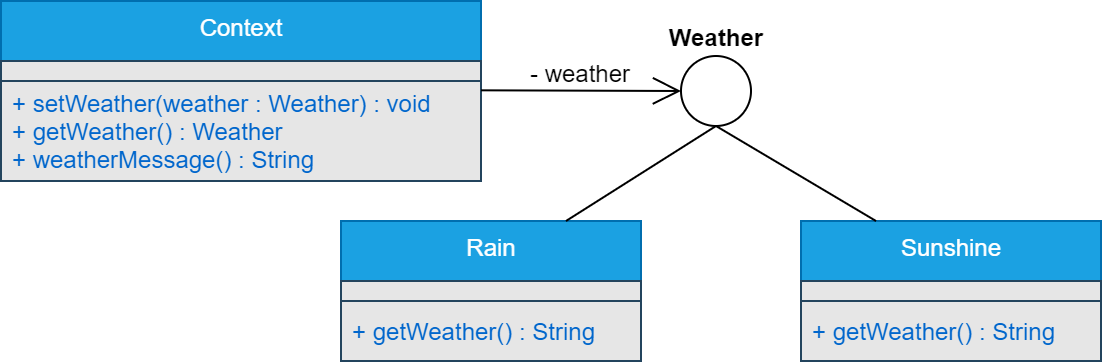 Context
Weather
- weather
+ setWeather(weather : Weather) : void
+ getWeather() : Weather
+ weatherMessage() : String
Rain
Sunshine
+ getWeather() : String
+ getWeather() : String